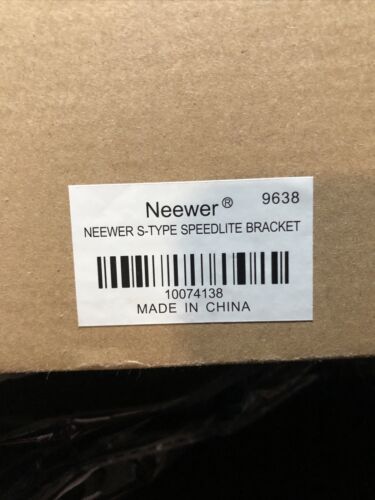 Neewer® 9638
NEEWER S-TYPE SPEEDLITE BRACKET
10074138
MADE IN CHINA